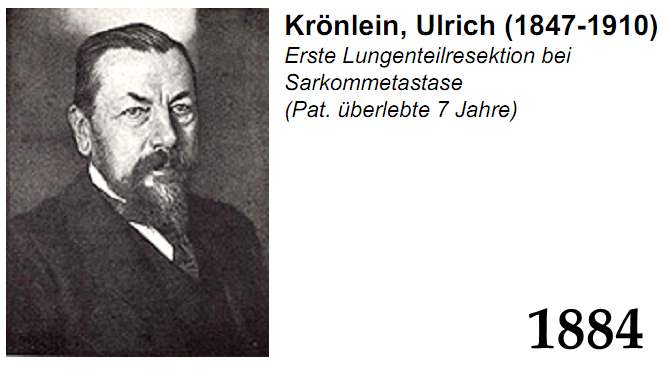 Krönlein, Ulrich (1847-1910)
Erste Lungenteilresektion bei
Sarkommetastase
(Pat. überlebte 7 Jahre)
1884